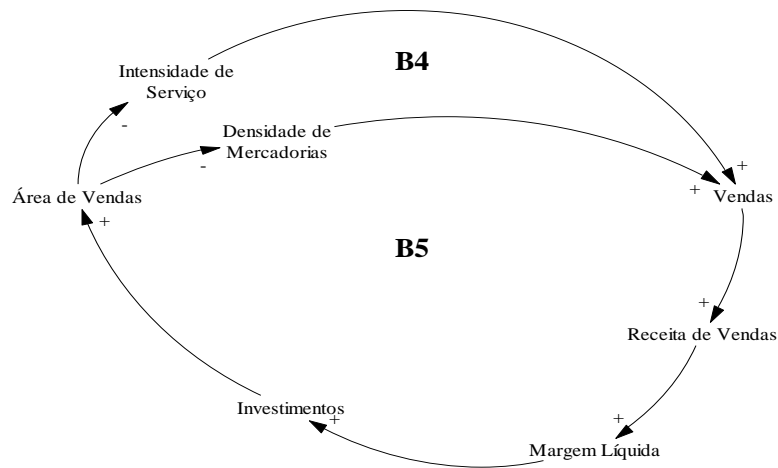 B4
Intensidade de
Serviço
-
Densidade de
Mercadorias
-
Área de Vendas
+
+
+
Vendas
B5
+
Receita de Vendas
Investimentos
+
+
Margem Líquida